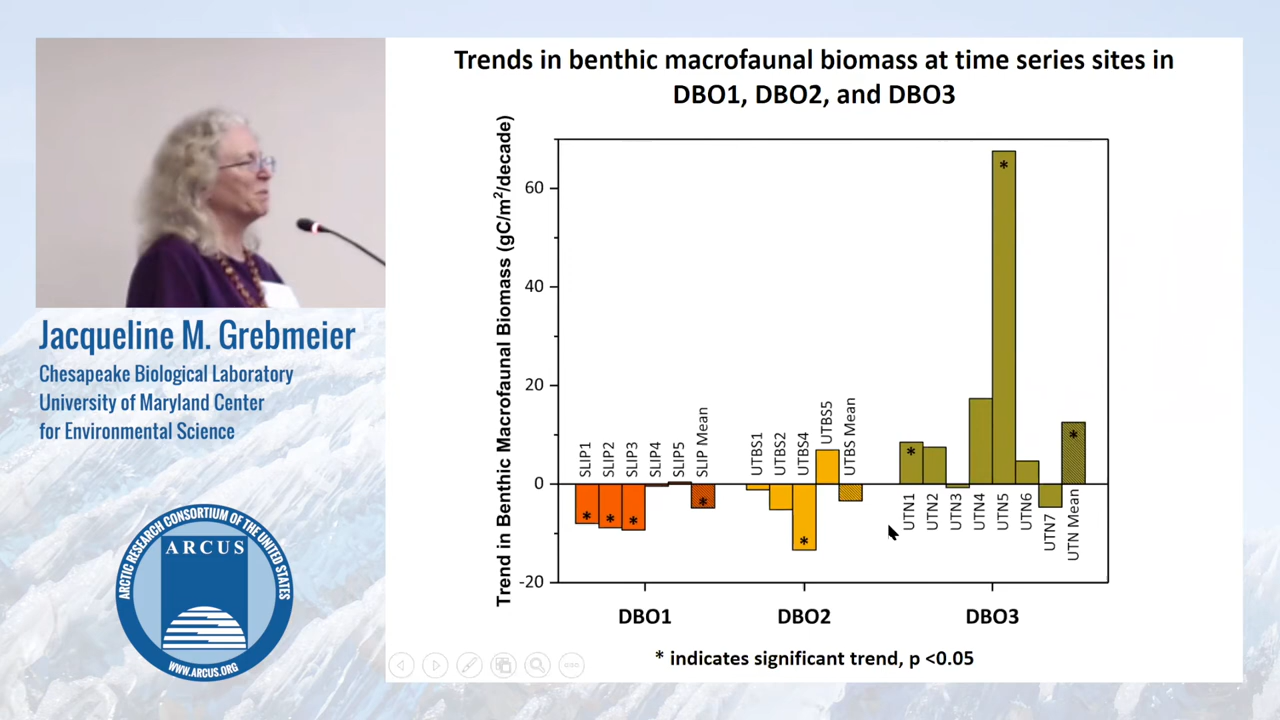 Trends in benthic macrofaunal biomass at time series sites in
DBO1, DBO2, and DBO3
Trend in Benthic Macrofaunal Biomass (gC/m²/decade)
60
40
20
0
-20
SLIP1
SLIP2
SLIP3
SLIP4
SLIP5
SLIP Mean
UTBS1
UTBS2
UTBS4
UTBS5
UTBS Mean
UTN1
UTN2
UTN3
UTN4
UTN5
UTN6
UTN7
UTN Mean
*
*
*
*
*
*
*
*
DBO1
DBO2
DBO3
* indicates significant trend, p <0.05
Jacqueline M. Grebmeier
Chesapeake Biological Laboratory
University of Maryland Center
for Environmental Science
ARCTIC RESEARCH CONSORTIUM OF THE UNITED STATES
ARCUS
WWW.ARCUS.ORG